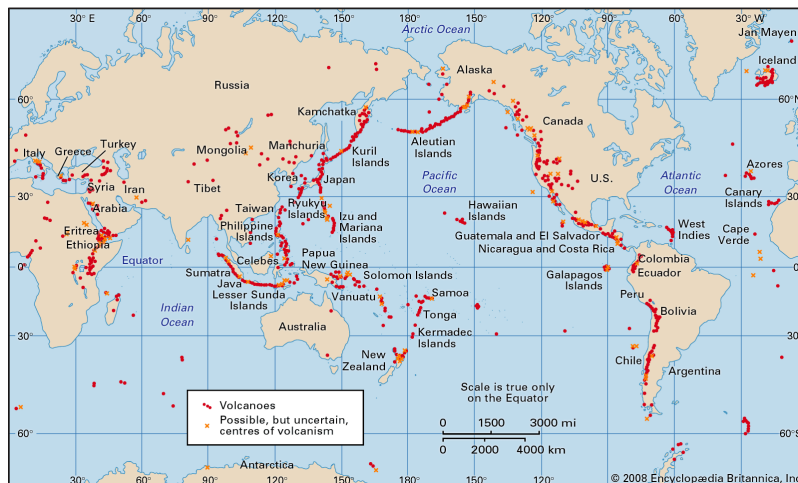 30° E
60°
90°
120°
150°
180°
150°
120°
90°
60°
30° W
Arctic Ocean
Jan Mayen
Iceland
Alaska
Russia
60°
60°
Kamchatka
Canada
Italy
Greece
Turkey
Mongolia
Manchuria
Kuril
Islands
Aleutian
Islands
Azores
Syria
Iran
Tibet
Korea
Japan
Pacific
Ocean
U.S.
Atlantic
Ocean
Canary
Islands
Arabia
Taiwan
Ryukyu
Islands
Izu and
Mariana
Islands
Hawaiian
Islands
Eritrea
Ethiopia
Philippine
Islands
Guatemala and El Salvador
Nicaragua and Costa Rica
West
Indies
Cape
Verde
Equator
0°
0°
Celebes
Papua
New Guinea
Solomon Islands
Colombia
Ecuador
Galapagos
Islands
Sumatra
Java
Lesser Sunda
Islands
Vanuatu
Samoa
Tonga
Peru
Bolivia
Indian
Ocean
Australia
Kermadec
Islands
30°
30°
New
Zealand
Chile
Argentina
Scale is true only
on the Equator
Volcanoes
Possible, but uncertain,
centres of volcanism
0 1500 3000 mi
0 2000 4000 km
60°S
60°S
30°
60°
90°
120°
150°
180°
150°
120°
90°
Antarctica
© 2008 Encyclopædia Britannica, Inc